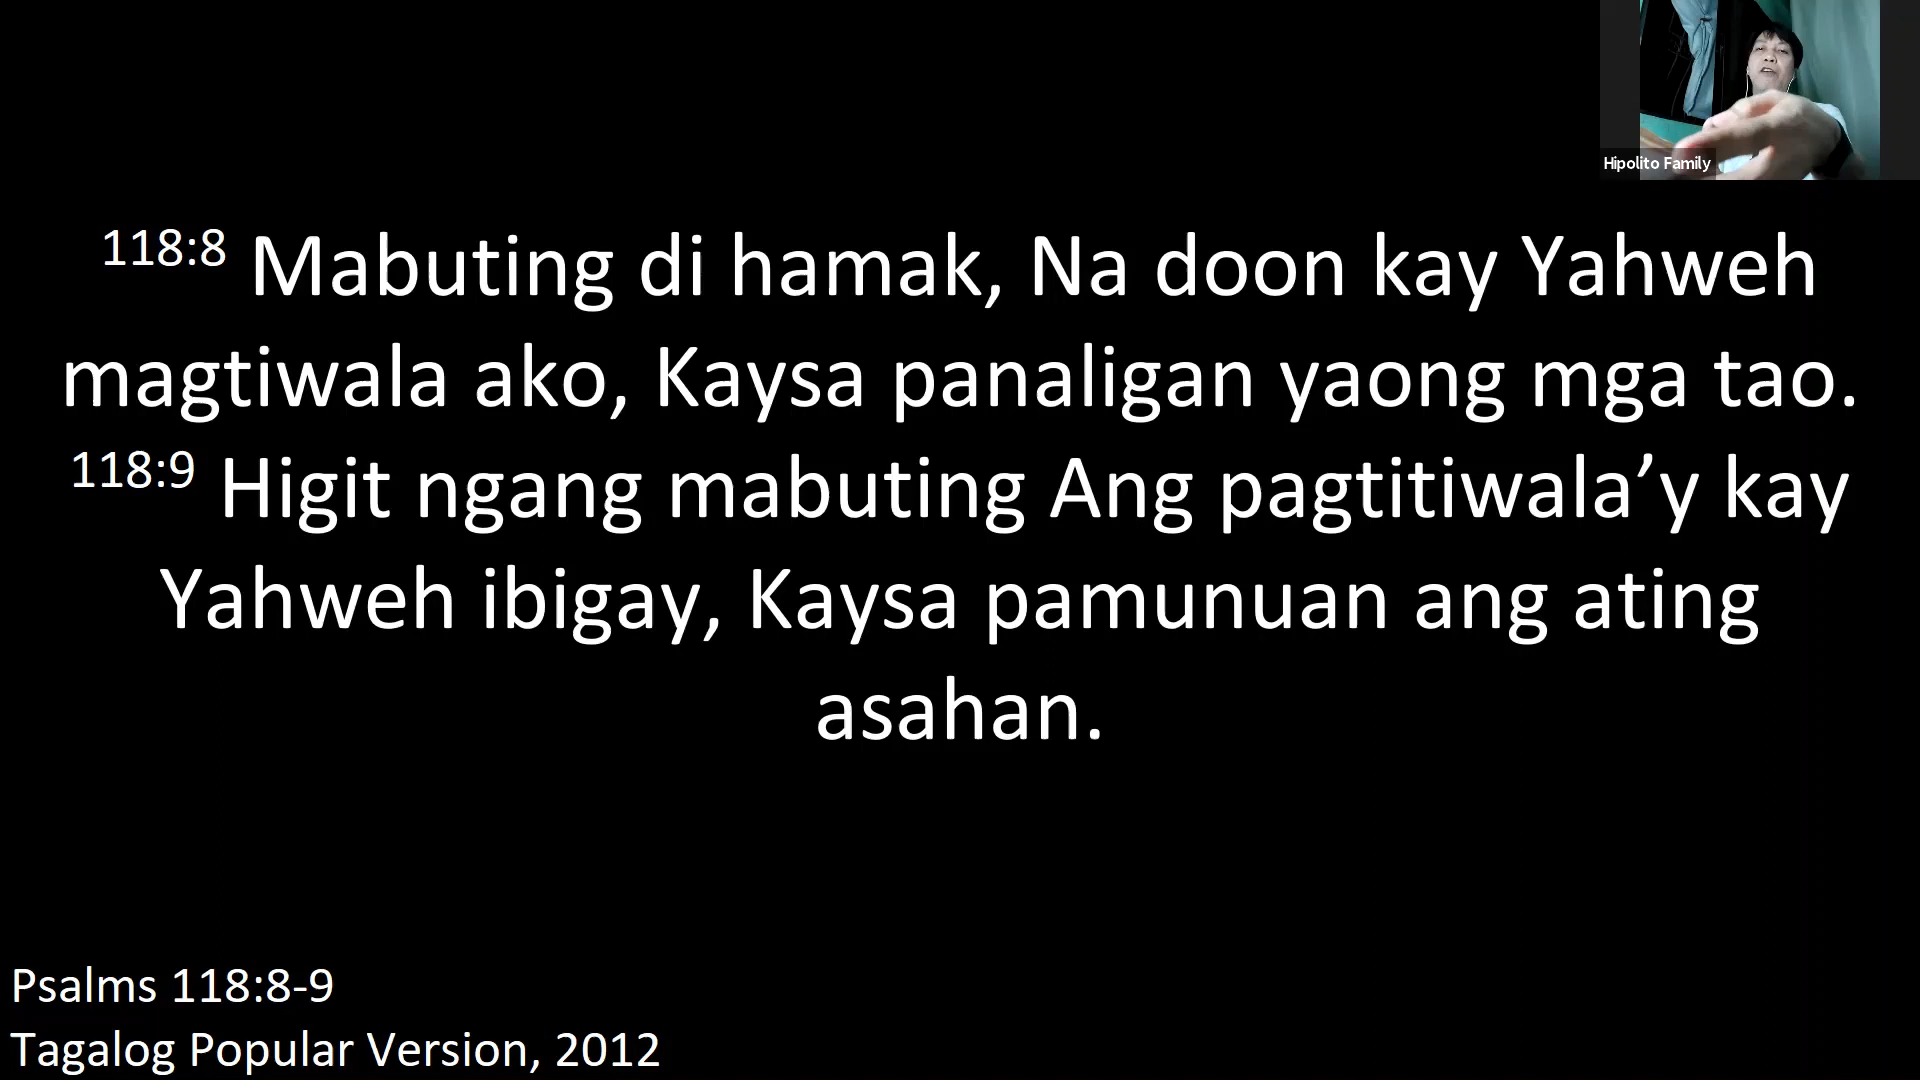 Hipolito Family
118:8 Mabuting di hamak, Na doon kay Yahweh
magtiwala ako, Kaysa panaligan yaong mga tao.
118:9 Higit ngang mabuting Ang pagtitiwala’y kay
Yahweh ibigay, Kaysa pamunuan ang ating
asahan.
Psalms 118:8-9
Tagalog Popular Version, 2012